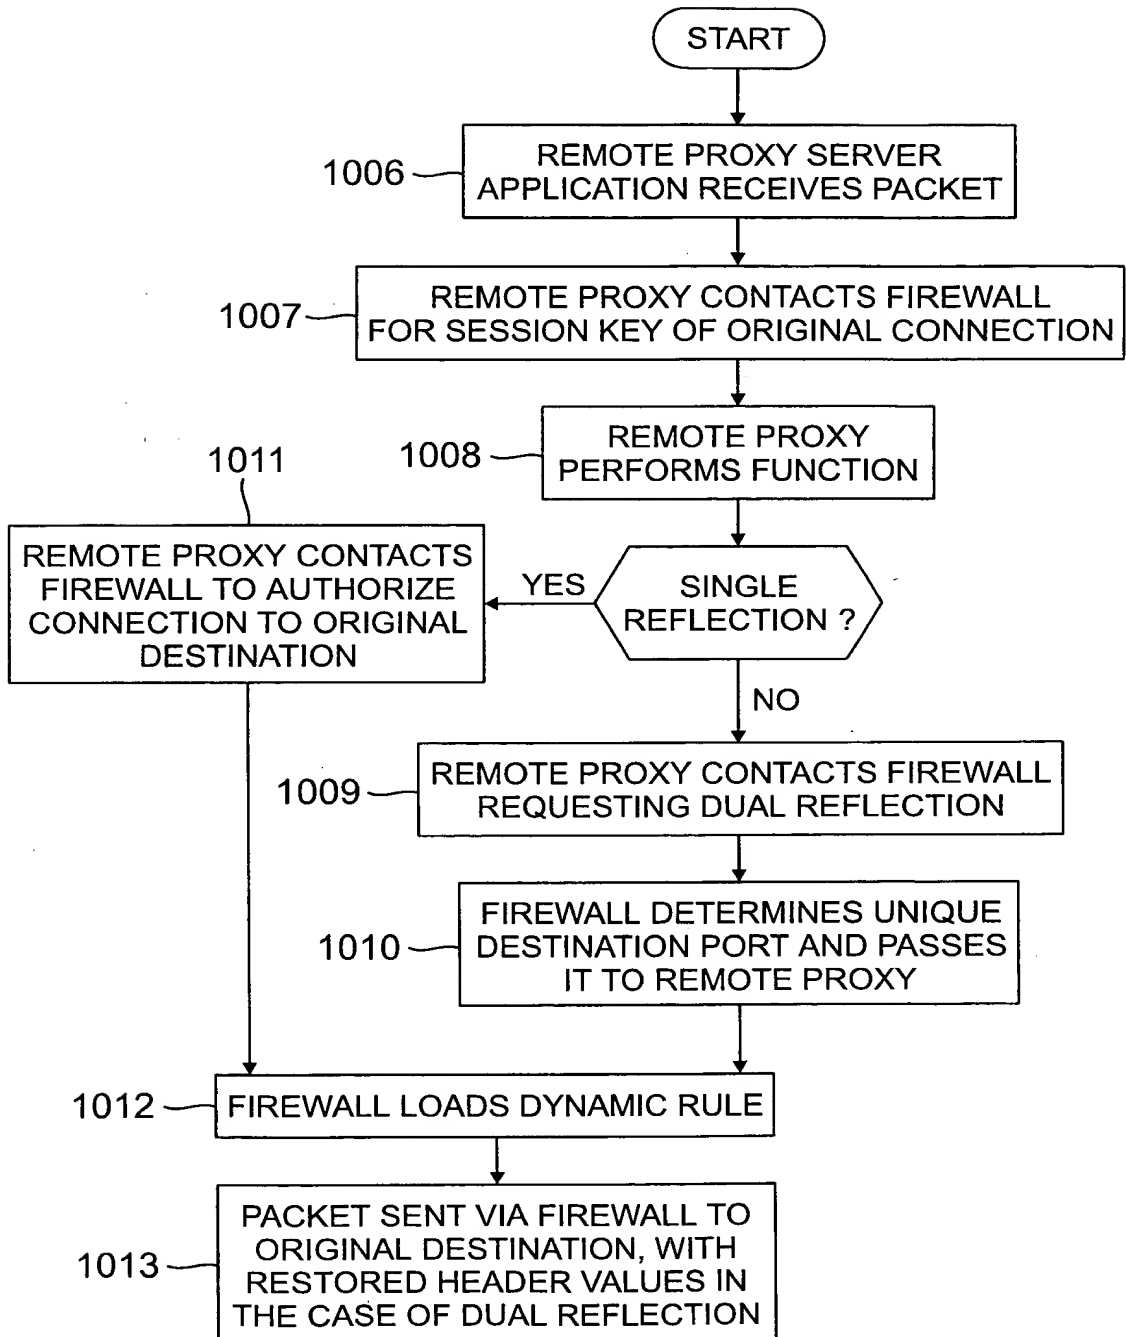 START
1006
REMOTE PROXY SERVER
APPLICATION RECEIVES PACKET
1007
REMOTE PROXY CONTACTS FIREWALL
FOR SESSION KEY OF ORIGINAL CONNECTION
1008
REMOTE PROXY
PERFORMS FUNCTION
SINGLE
REFLECTION ?
YES
1011
REMOTE PROXY CONTACTS
FIREWALL TO AUTHORIZE
CONNECTION TO ORIGINAL
DESTINATION
NO
1009
REMOTE PROXY CONTACTS FIREWALL
REQUESTING DUAL REFLECTION
1010
FIREWALL DETERMINES UNIQUE
DESTINATION PORT AND PASSES
IT TO REMOTE PROXY
1012
FIREWALL LOADS DYNAMIC RULE
1013
PACKET SENT VIA FIREWALL TO
ORIGINAL DESTINATION, WITH
RESTORED HEADER VALUES IN
THE CASE OF DUAL REFLECTION